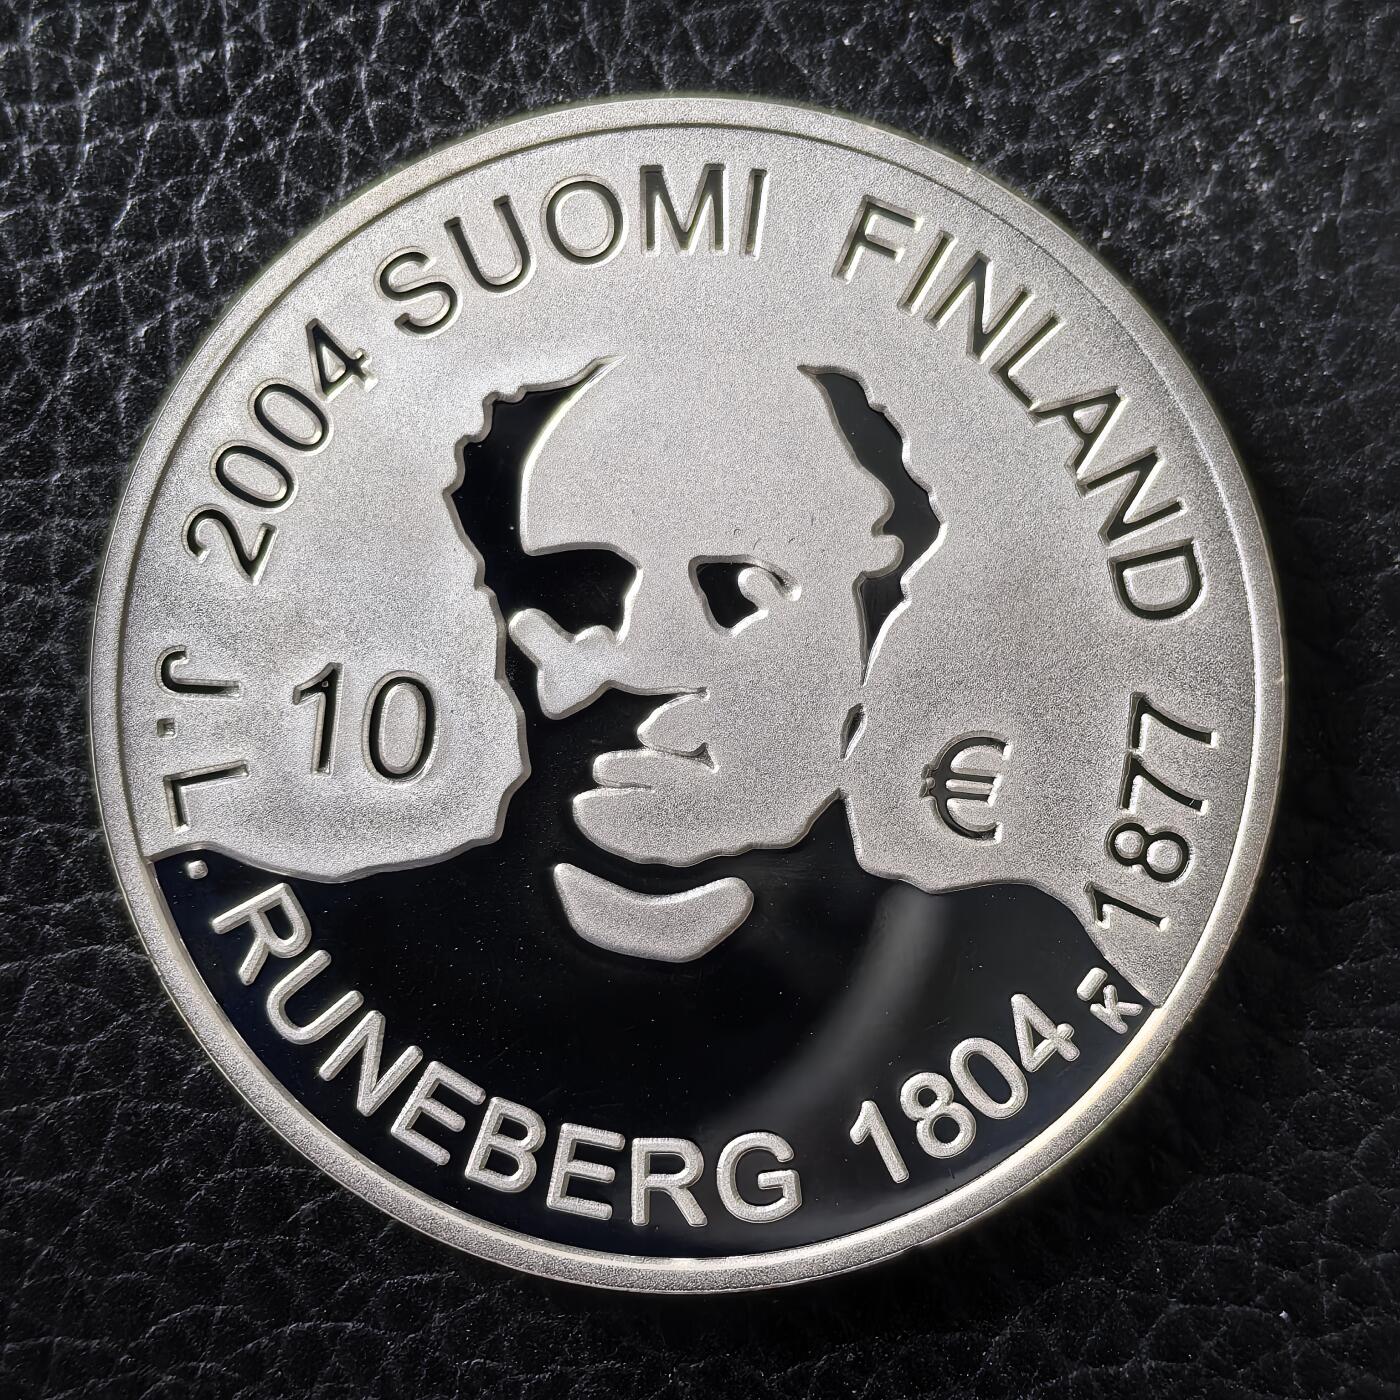 2004 SUOMI FINLAND
10 €
J.L. RUNEBERG 1804
1877
K